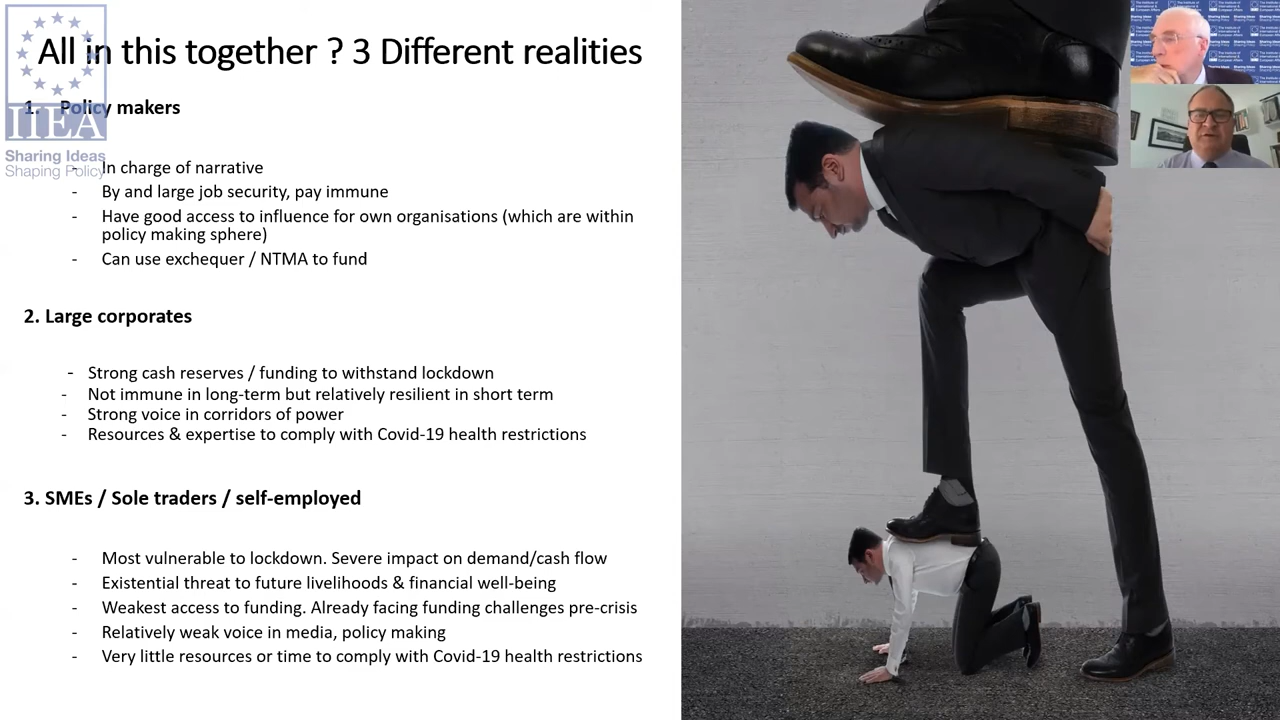 All in this together ? 3 Different realities
1. Policy makers
IIEA
Sharing Ideas
Shaping Policy
- In charge of narrative
- By and large job security, pay immune
- Have good access to influence for own organisations (which are within
policy making sphere)
- Can use exchequer / NTMA to fund
2. Large corporates
- Strong cash reserves / funding to withstand lockdown
- Not immune in long-term but relatively resilient in short term
- Strong voice in corridors of power
- Resources & expertise to comply with Covid-19 health restrictions
3. SMEs / Sole traders / self-employed
- Most vulnerable to lockdown. Severe impact on demand/cash flow
- Existential threat to future livelihoods & financial well-being
- Weakest access to funding. Already facing funding challenges pre-crisis
- Relatively weak voice in media, policy making
- Very little resources or time to comply with Covid-19 health restrictions